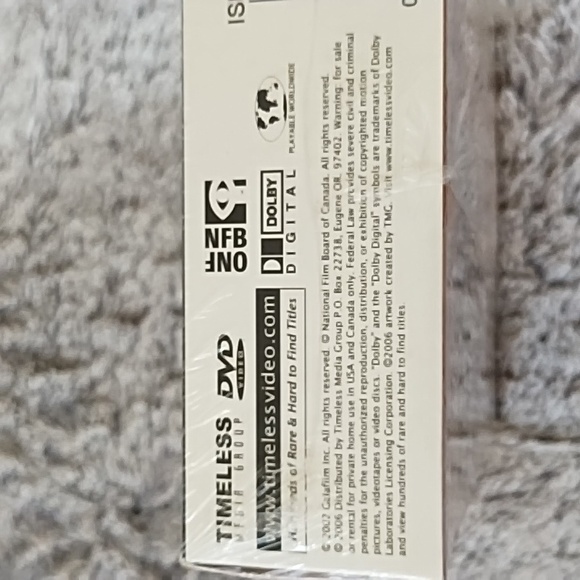 TIMELESS
MEDIA GROUP
DVD
VIDEO
NFB
ONF
IS
www.timelessvideo.com
of Rare & Hard to Find Titles
DOLBY
DIGITAL
PLAYABLE WORLDWIDE
© 2002 Galafilm Inc. All rights reserved. © National Film Board of Canada. All rights reserved.
© 2006 Distributed by Timeless Media Group P.O. Box 22738, Eugene OR, 97402. Warning: for sale
or rental for private home use in USA and Canada only. Federal Law provides severe civil and criminal
penalties for the unauthorized reproduction, distribution, or exhibition of copyrighted motion
pictures, videotapes or video discs. "Dolby" and the "Dolby Digital" symbols are trademarks of Dolby
Laboratories Licensing Corporation. ©2006 artwork created by TMG. Visit www.timelessvideo.com
and view hundreds of rare and hard to find titles.